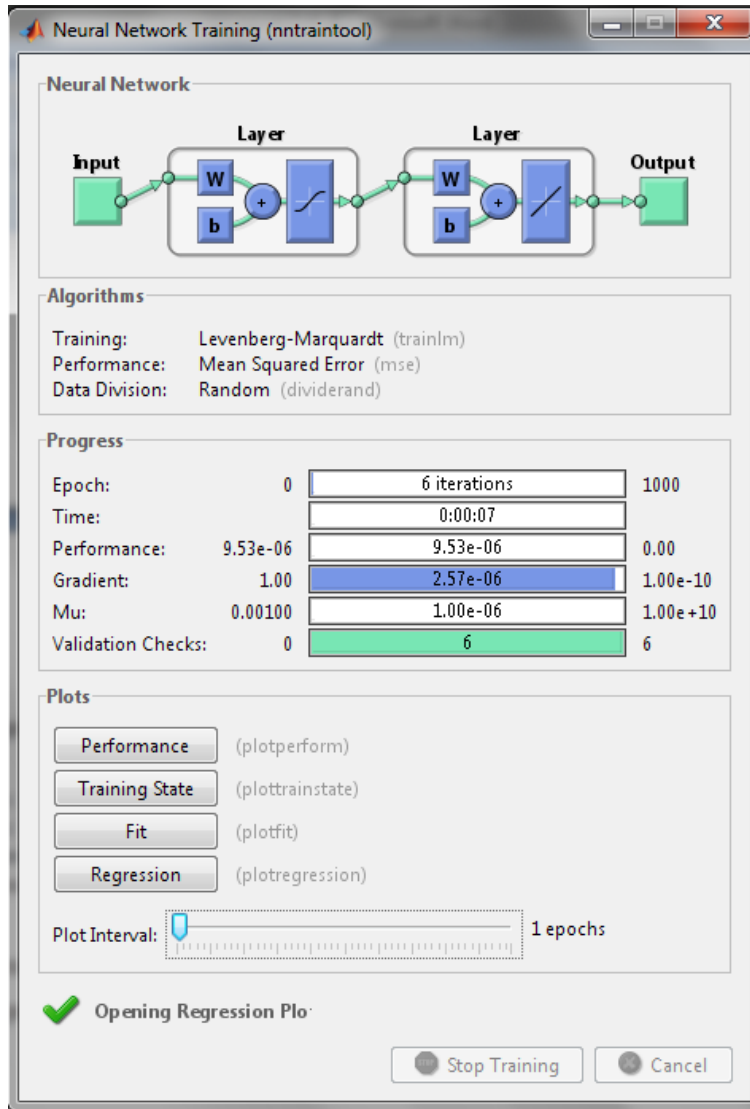 Neural Network Training (nntraintool)
Neural Network
Layer Layer
Input Output
W W
+ +
b b
Algorithms
Training: Levenberg-Marquardt (trainlm)
Performance: Mean Squared Error (mse)
Data Division: Random (dividerand)
Progress
Epoch: 0 6 iterations 1000
Time: 0:00:07
Performance: 9.53e-06 9.53e-06 0.00
Gradient: 1.00 2.57e-06 1.00e-10
Mu: 0.00100 1.00e-06 1.00e+10
Validation Checks: 0 6 6
Plots
Performance (plotperform)
Training State (plottrainstate)
Fit (plotfit)
Regression (plotregression)
Plot Interval: 1 epochs
Opening Regression Plo
STOP Stop Training Cancel